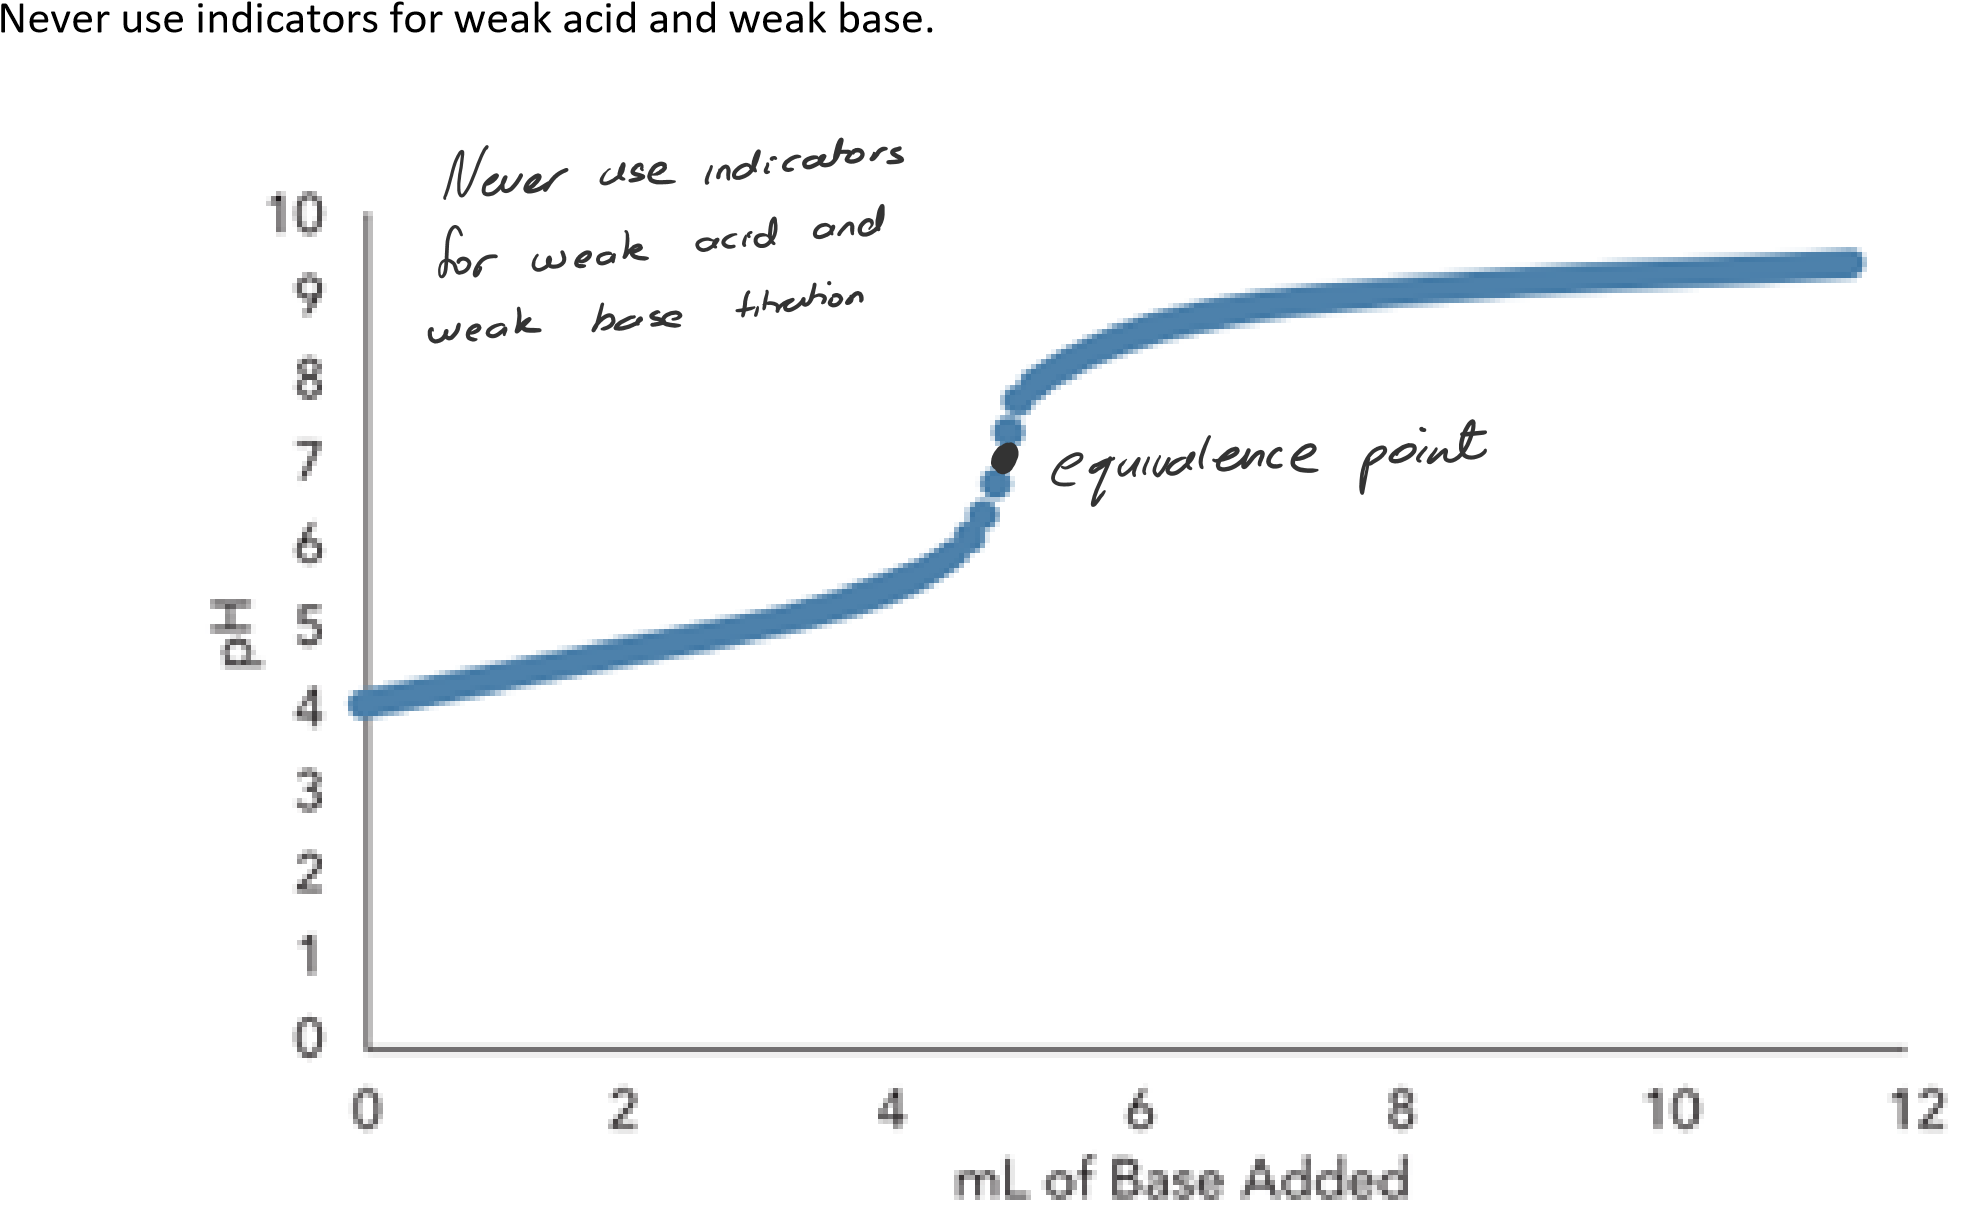 Never use indicators for weak acid and weak base.
Never use indicators
for weak acid and
weak base titration
10
9
8
7
equivalence point
6
5
pH
4
3
2
1
0
0 2 4 6 8 10 12
mL of Base Added